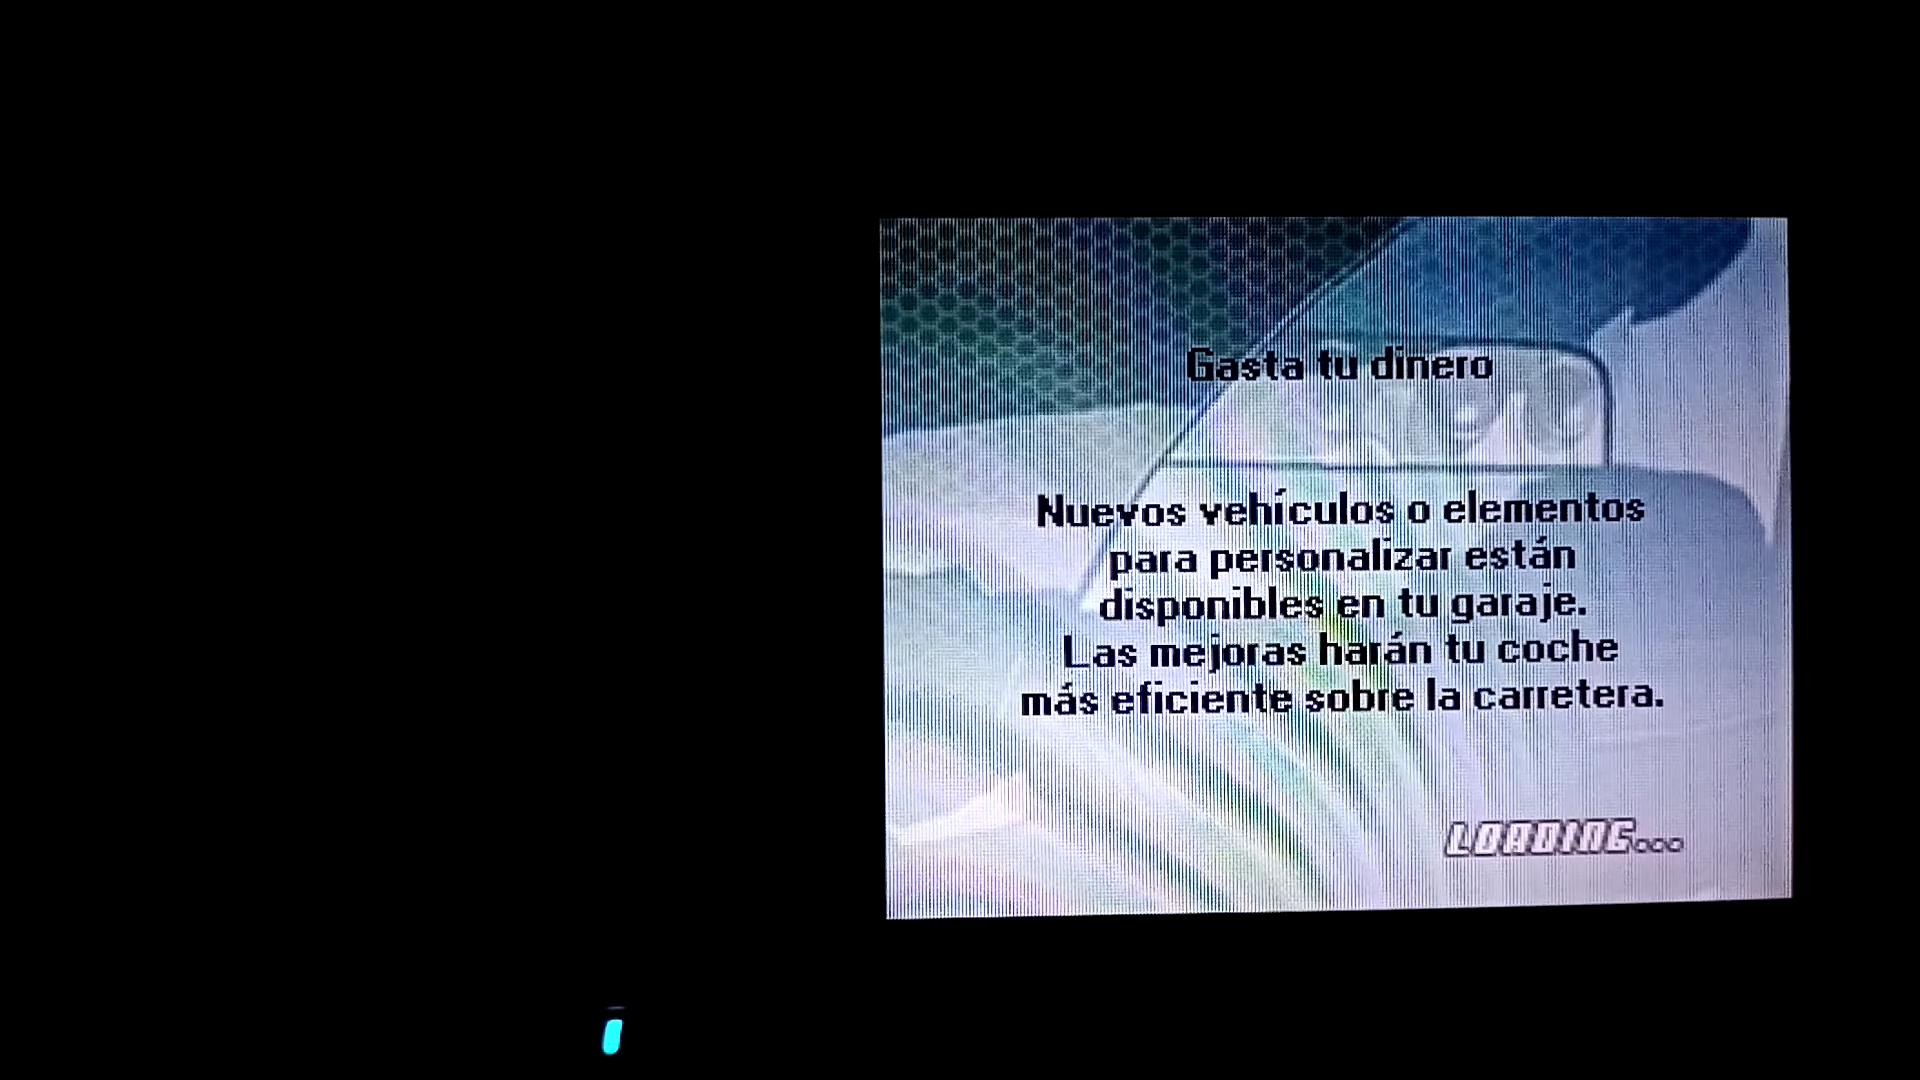 Gasta tu dinero
Nuevos vehículos o elementos
para personalizar están
disponibles en tu garaje.
Las mejoras harán tu coche
más eficiente sobre la carretera.
LOADING...